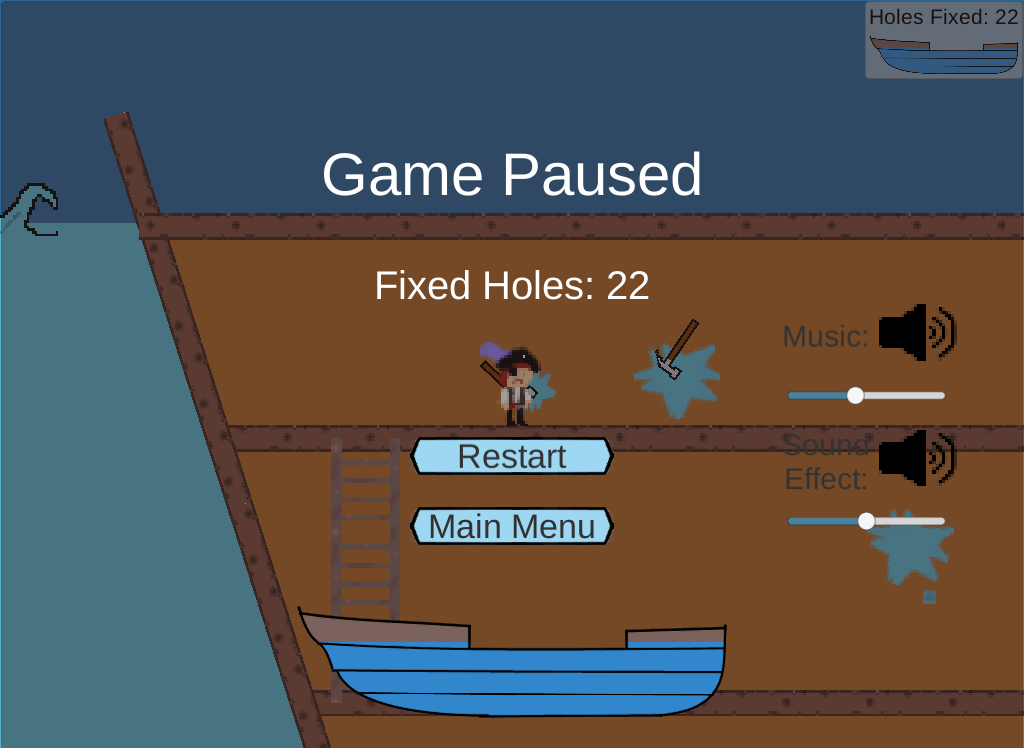 Holes Fixed: 22
Game Paused
Fixed Holes: 22
Music:
Restart
Sound
Effect:
Main Menu